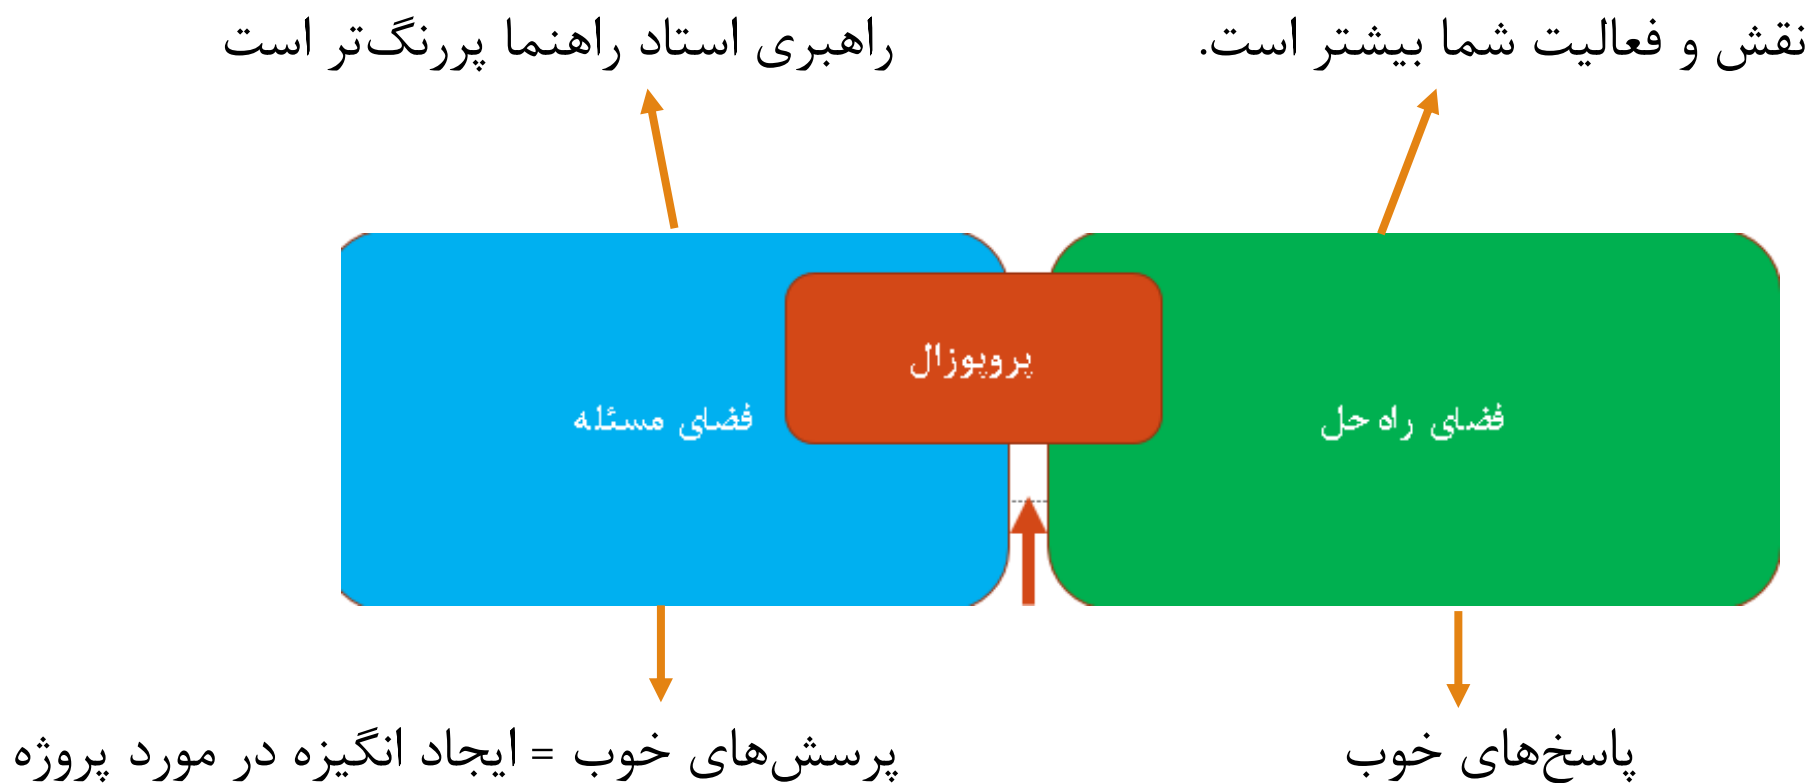 نقش و فعالیت شما بیشتر است.
راهبری استاد راهنما پررنگ‌تر است
پروپوزال
فضای راه حل
فضای مسئله
پاسخ‌های خوب
پرسش‌های خوب = ایجاد انگیزه در مورد پروژه